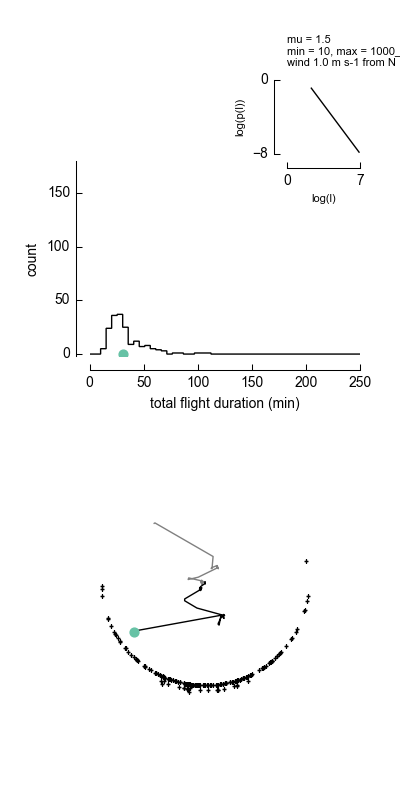 mu = 1.5
min = 10, max = 1000_
wind 1.0 m s-1 from N
0
log(p(l))
−8
0
7
log(l)
150
100
50
0
count
0
50
100
150
200
250
total flight duration (min)